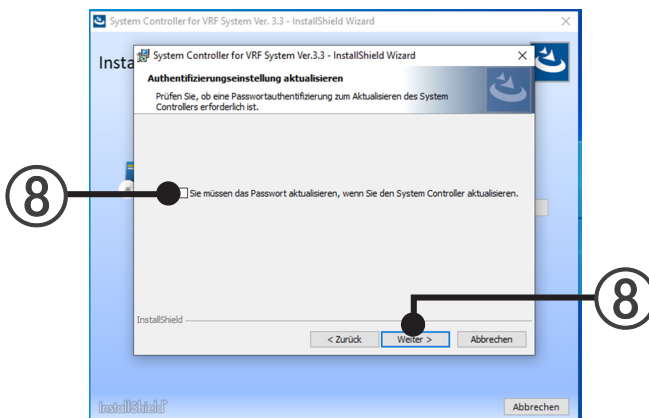 System Controller for VRF System Ver. 3.3 - InstallShield Wizard
Insta
System Controller for VRF System Ver.3.3 - InstallShield Wizard
Authentifizierungseinstellung aktualisieren
Prüfen Sie, ob eine Passwortauthentifizierung zum Aktualisieren des System
Controllers erforderlich ist.
⑧
Sie müssen das Passwort aktualisieren, wenn Sie den System Controller aktualisieren.
⑧
InstallShield
< Zurück
Weiter >
Abbrechen
InstallShield
Abbrechen